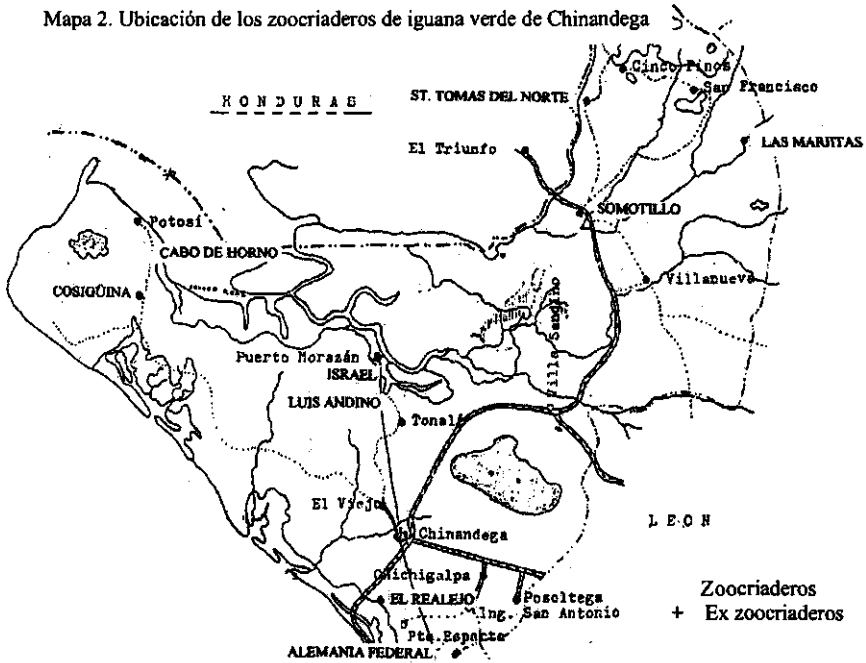 Mapa 2. Ubicación de los zoocriaderos de iguana verde de Chinandega
Cinco Pinos
San Francisco
HONDURAS
ST. TOMAS DEL NORTE
El Triunfo
LAS MARIITAS
SOMOTILLO
Potosí
CABO DE HORNO
COSIGÜINA
Villanueva
Villa Sandino
Puerto Morazán
ISRAEL
LUIS ANDINO
Tonalá
El Viejo
Chinandega
LEON
Chichigalpa
EL REALEJO
Posoltega
Ing. San Antonio
Pto. Esparta
ALEMANIA FEDERAL
Zoocriaderos
+ Ex zoocriaderos